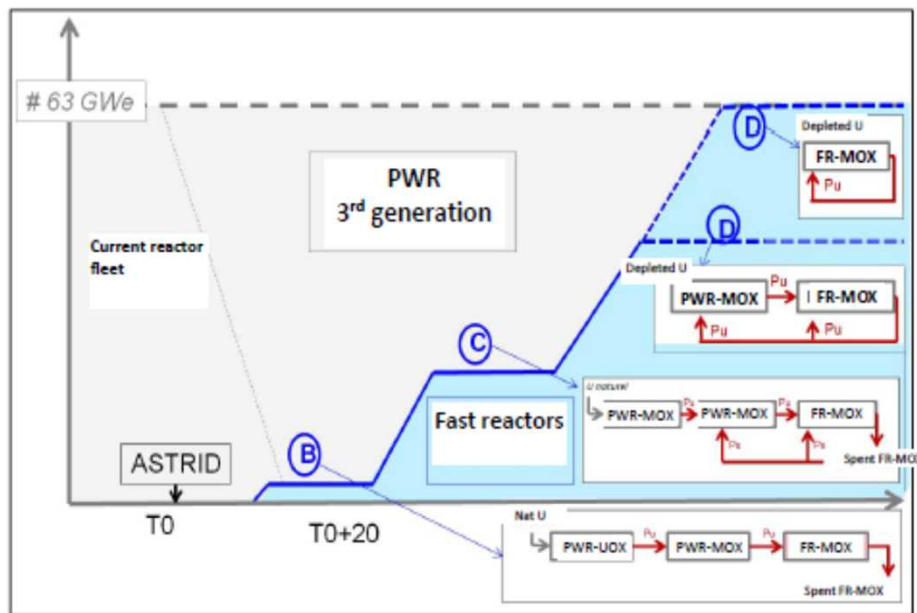 # 63 GWe
PWR
3rd generation
Current reactor
fleet
ASTRID
T0
T0+20
Fast reactors
B
C
D
D
Depleted U
FR-MOX
Pu
Depleted U
PWR-MOX
Pu
FR-MOX
Pu
Pu
U naturel
PWR-MOX
Pu
PWR-MOX
Pu
FR-MOX
Pu
Pu
Spent FR-MO
Nat U
PWR-UOX
Pu
PWR-MOX
Pu
FR-MOX
Spent FR-MOX